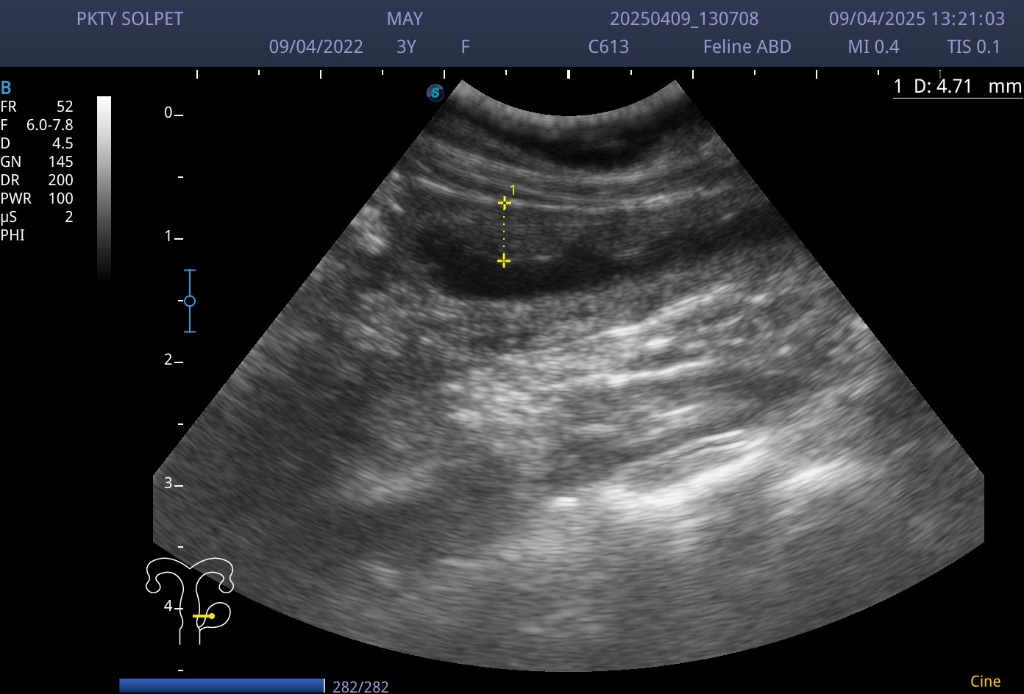 PKTY SOLPET MAY 20250409_130708 09/04/2025 13:21:03
09/04/2022 3Y F C613 Feline ABD MI 0.4 TIS 0.1
1 D: 4.71 mm
B
FR 52
F 6.0-7.8
D 4.5
GN 145
DR 200
PWR 100
µS 2
PHI
S
0
1
1
2
3
4
282/282
Cine